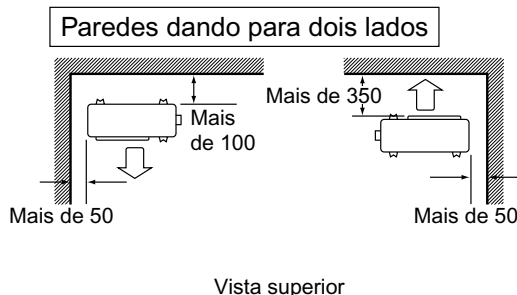 Paredes dando para dois lados
Mais
de 100
Mais de 50
Mais de 350
Mais de 50
Vista superior